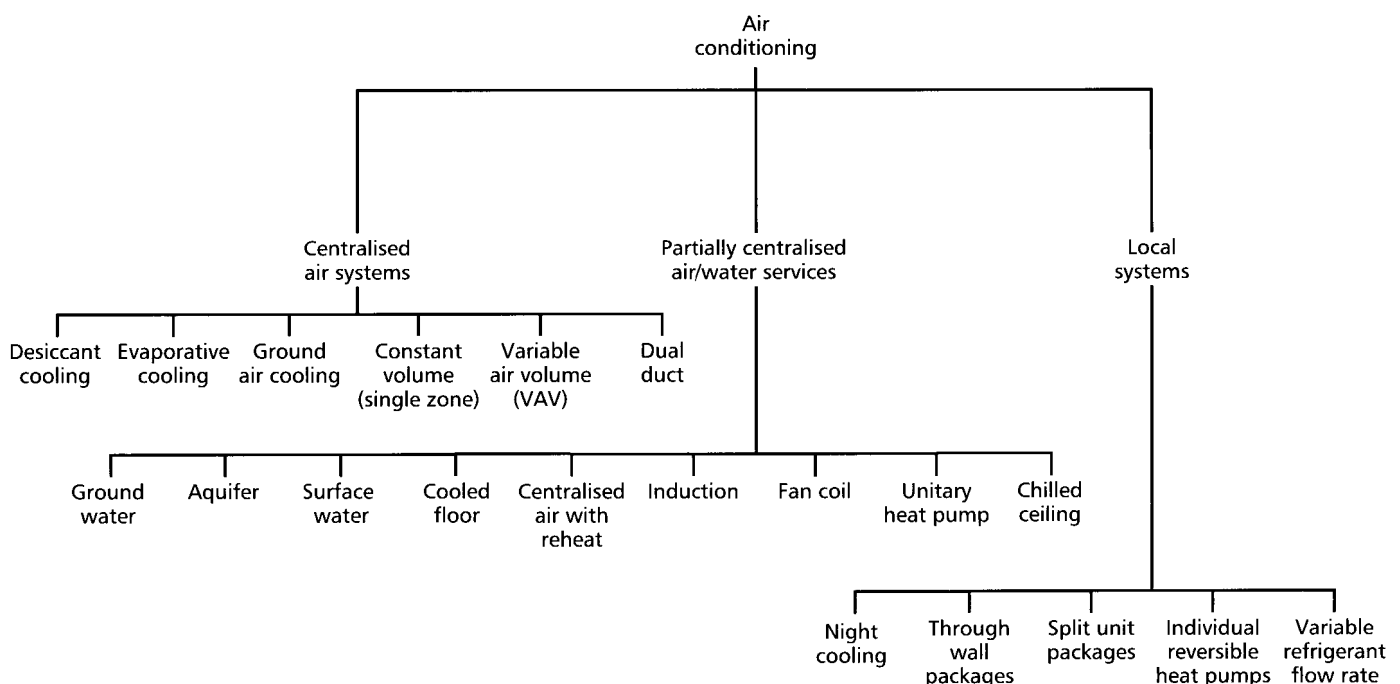 Air
conditioning
Centralised
air systems
Partially centralised
air/water services
Local
systems
Desiccant
cooling
Evaporative
cooling
Ground
air cooling
Constant
volume
(single zone)
Variable
air volume
(VAV)
Dual
duct
Ground
water
Aquifer
Surface
water
Cooled
floor
Centralised
air with
reheat
Induction
Fan coil
Unitary
heat pump
Chilled
ceiling
Night
cooling
Through
wall
packages
Split unit
packages
Individual
reversible
heat pumps
Variable
refrigerant
flow rate